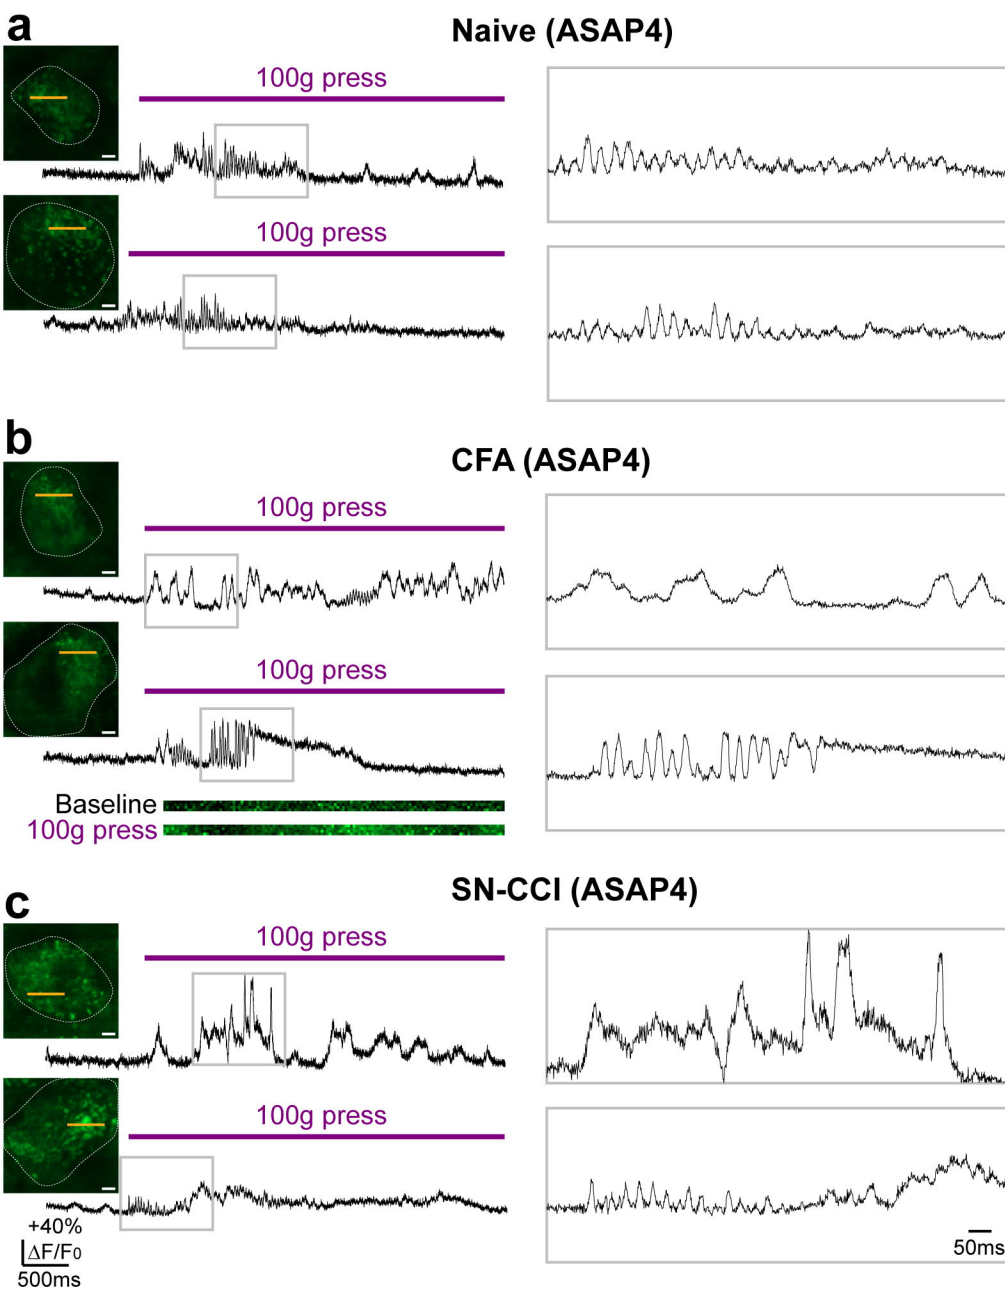 a
Naive (ASAP4)
100g press
100g press
b
CFA (ASAP4)
100g press
100g press
Baseline
100g press
c
SN-CCI (ASAP4)
100g press
100g press
+40%
ΔF/F0
500ms
50ms